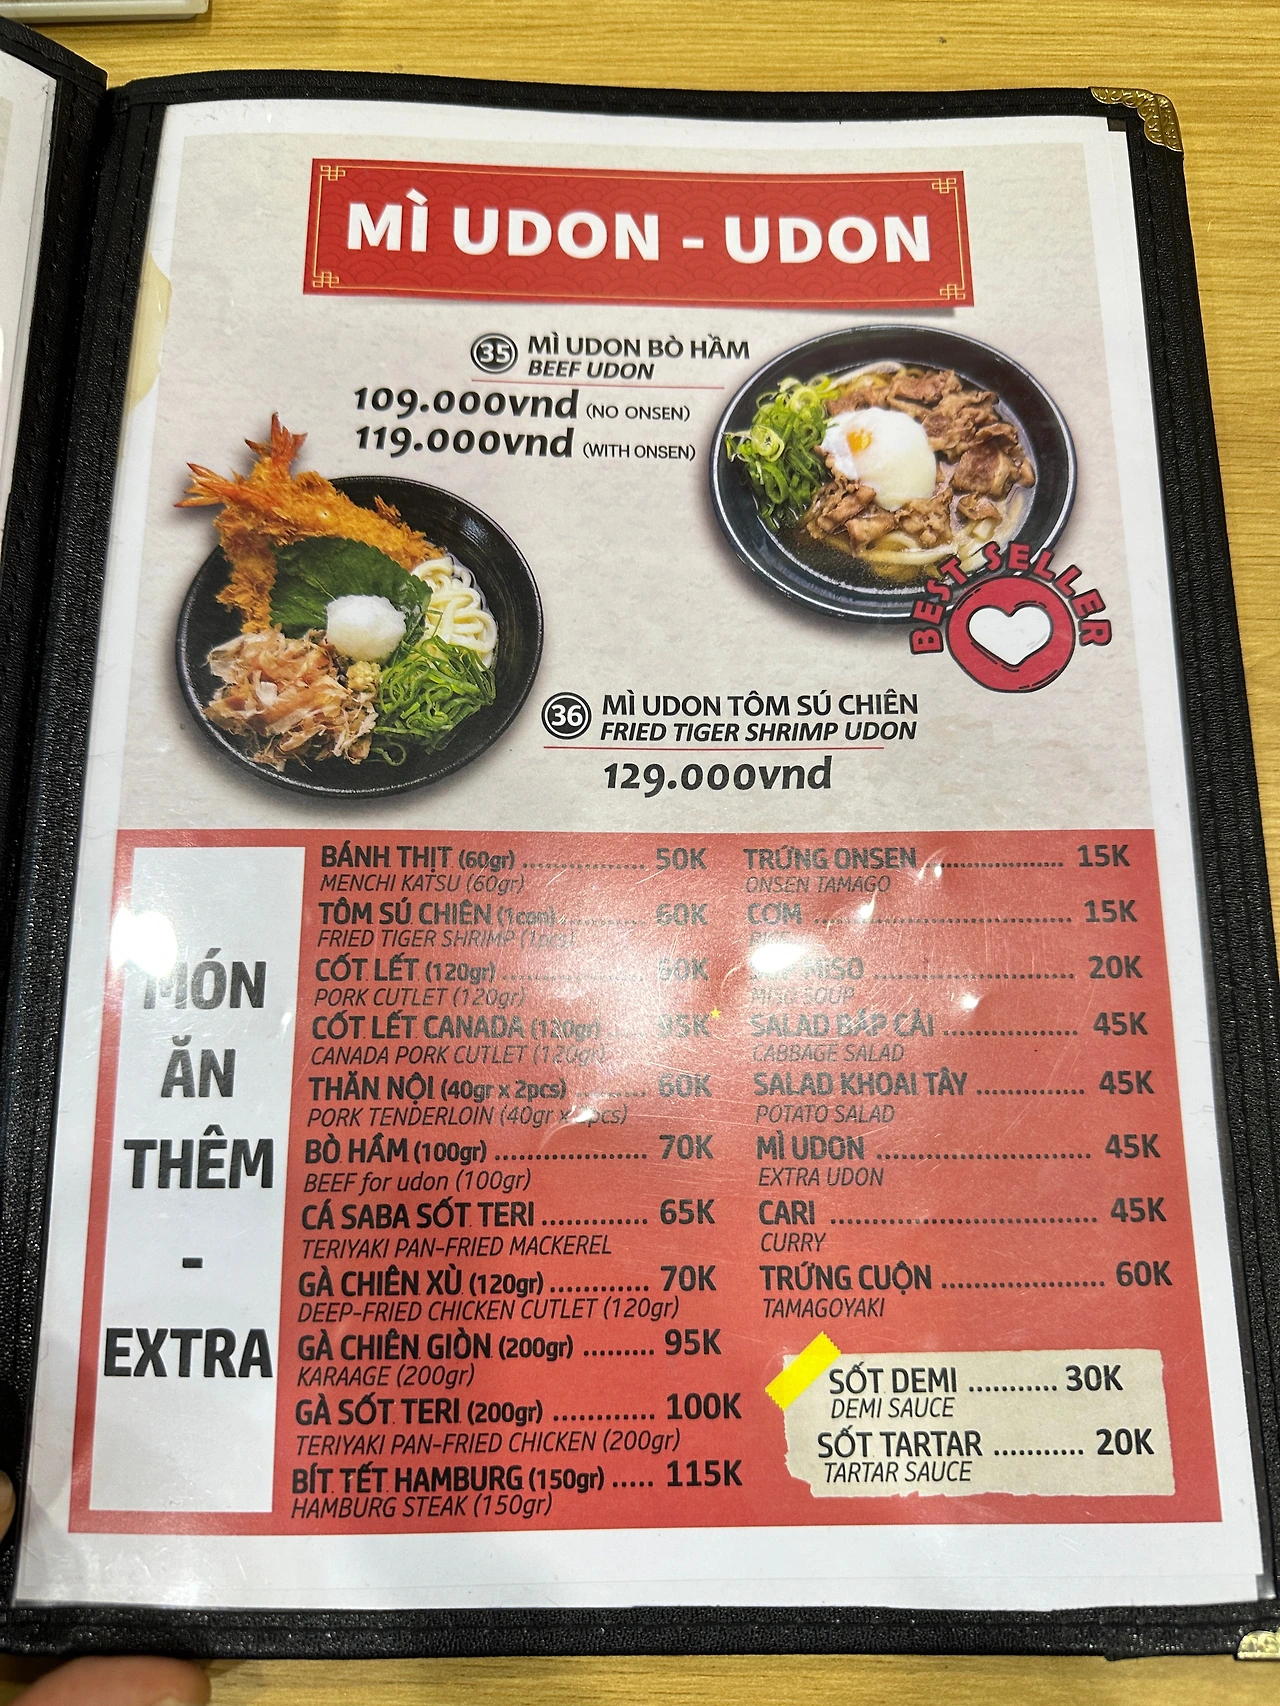 MÌ UDON - UDON
35 MÌ UDON BÒ HẦM
BEEF UDON
109.000vnd (NO ONSEN)
119.000vnd (WITH ONSEN)
BEST SELLER
36 MÌ UDON TÔM SÚ CHIÊN
FRIED TIGER SHRIMP UDON
129.000vnd
MÓN
ĂN
THÊM
-
EXTRA
BÁNH THỊT (60gr) ................ 50K
MENCHI KATSU (60gr)
TÔM SÚ CHIÊN (1con) ............ 60K
FRIED TIGER SHRIMP (1pcs)
CỐT LẾT (120gr) ...................
PORK CUTLET (120gr)
CỐT LẾT CANADA (120gr) ..... 95K
CANADA PORK CUTLET (120gr)
THĂN NỘI (40gr x 2pcs) ......... 60K
PORK TENDERLOIN (40gr x 2pcs)
BÒ HẦM (100gr) .................... 70K
BEEF for udon (100gr)
CÁ SABA SỐT TERI ............. 65K
TERIYAKI PAN-FRIED MACKEREL
GÀ CHIÊN XÙ (120gr) ............. 70K
DEEP-FRIED CHICKEN CUTLET (120gr)
GÀ CHIÊN GIÒN (200gr) ......... 95K
KARAAGE (200gr)
GÀ SỐT TERI (200gr) ............ 100K
TERIYAKI PAN-FRIED CHICKEN (200gr)
BÍT TẾT HAMBURG (150gr) ..... 115K
HAMBURG STEAK (150gr)
TRỨNG ONSEN .................. 15K
ONSEN TAMAGO
CƠM ................................ 15K
RICE
MISO ........................ 20K
MISO SOUP
SALAD BẮP CẢI ................ 45K
CABBAGE SALAD
SALAD KHOAI TÂY ............. 45K
POTATO SALAD
MÌ UDON .......................... 45K
EXTRA UDON
CARI ................................ 45K
CURRY
TRỨNG CUỘN .................... 60K
TAMAGOYAKI
SỐT DEMI ........... 30K
DEMI SAUCE
SỐT TARTAR ........... 20K
TARTAR SAUCE